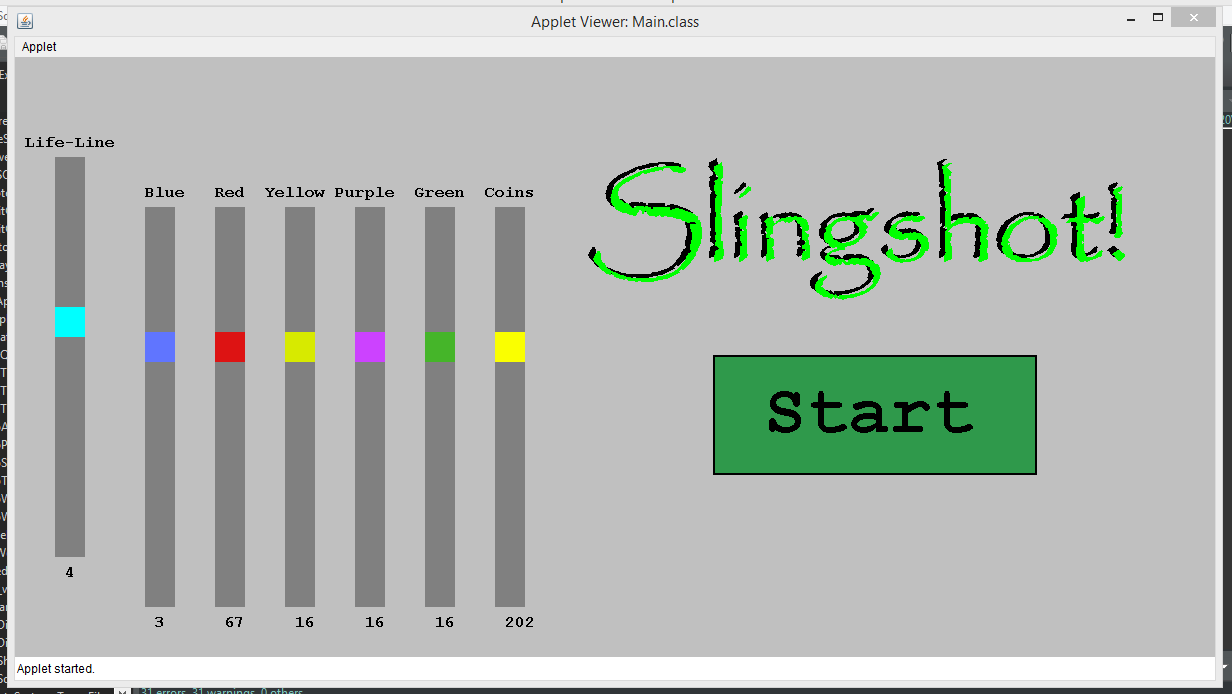 Applet Viewer: Main.class
Applet
Life-Line
Blue Red Yellow Purple Green Coins
Slingshot!
Start
4
3 67 16 16 16 202
Applet started.
31 errors, 31 warnings, 0 others